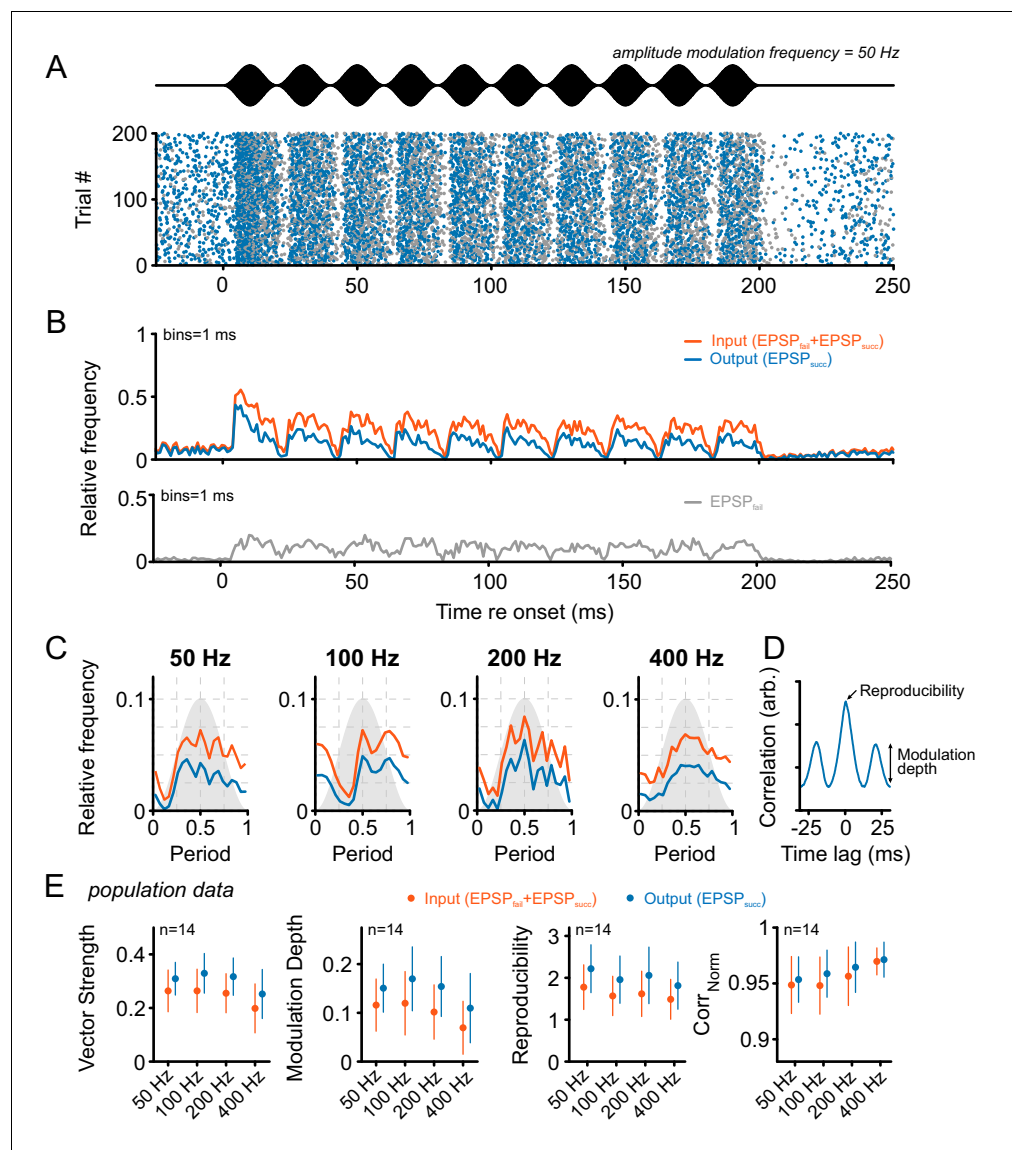 A
amplitude modulation frequency = 50 Hz
Trial #
200
100
0
0 50 100 150 200 250
B
Relative frequency
1
0.5
0
bins=1 ms
Input (EPSPfail+EPSPsucc)
Output (EPSPsucc)
0.5
0
bins=1 ms
EPSPfail
0 50 100 150 200 250
Time re onset (ms)
C
50 Hz 100 Hz 200 Hz 400 Hz
Relative frequency
0.1 0.1 0.1 0.1
0 0 0 0
0 0.5 1 0 0.5 1 0 0.5 1 0 0.5 1
Period Period Period Period
D
Correlation (arb.)
Reproducibility
Modulation
depth
-25 0 25
Time lag (ms)
E
population data
Input (EPSPfail+EPSPsucc) Output (EPSPsucc)
Vector Strength
n=14
0.4
0.2
0
50 Hz 100 Hz 200 Hz 400 Hz
Modulation Depth
n=14
0.2
0.1
0
50 Hz 100 Hz 200 Hz 400 Hz
Reproducibility
n=14
3
2
1
0
50 Hz 100 Hz 200 Hz 400 Hz
CorrNorm
n=14
1
0.95
0.9
50 Hz 100 Hz 200 Hz 400 Hz